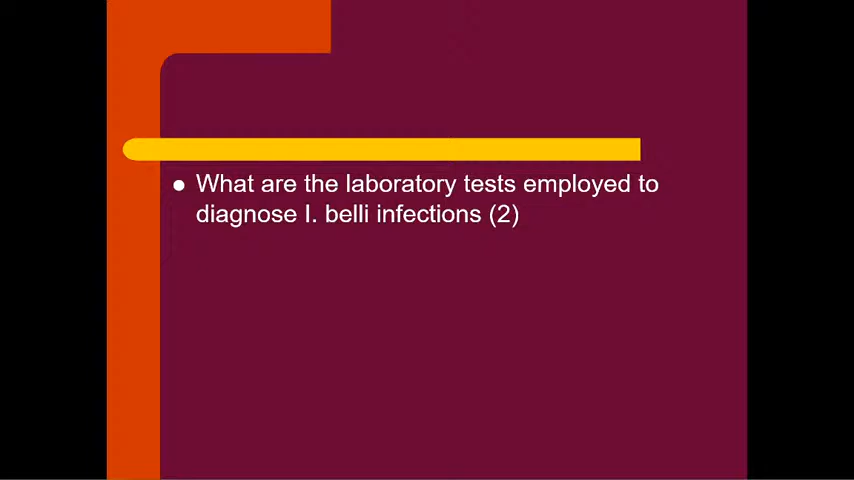 ● What are the laboratory tests employed to
diagnose I. belli infections (2)